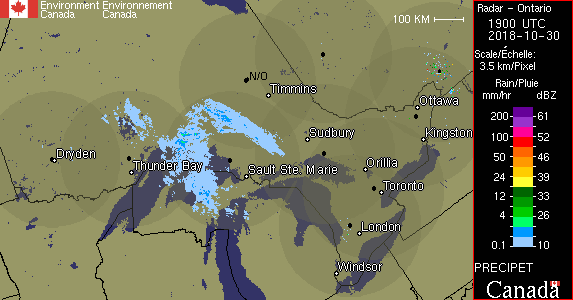 Environment Environnement
Canada Canada
100 KM
N/O
Timmins
Ottawa
Sudbury
Kingston
Dryden
Thunder Bay
Sault Ste. Marie
Orillia
Toronto
London
Windsor
Radar - Ontario
1900 UTC
2018-10-30
Scale/Échelle:
3.5 km/Pixel
Rain/Pluie
mm/hr dBZ
200 61
100 52
50 46
24 39
12 33
4 26
0.1 10
PRECIPET
Canada